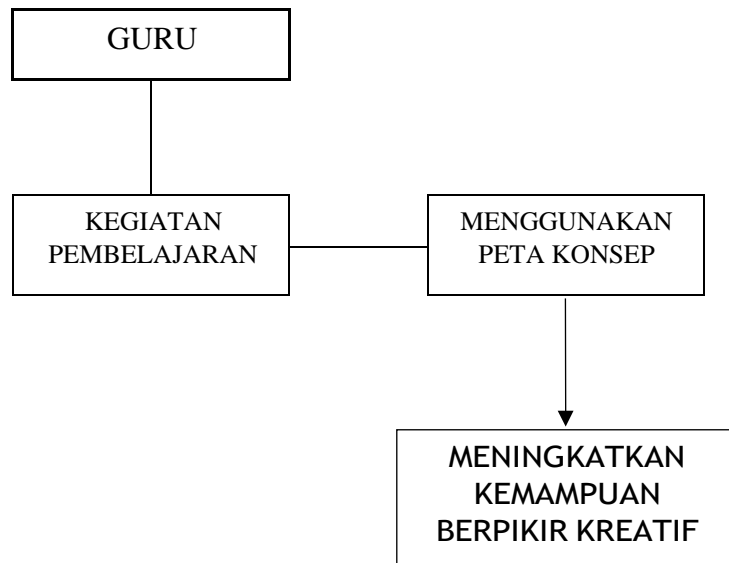 GURU
KEGIATAN
PEMBELAJARAN
MENGGUNAKAN
PETA KONSEP
MENINGKATKAN
KEMAMPUAN
BERPIKIR KREATIF